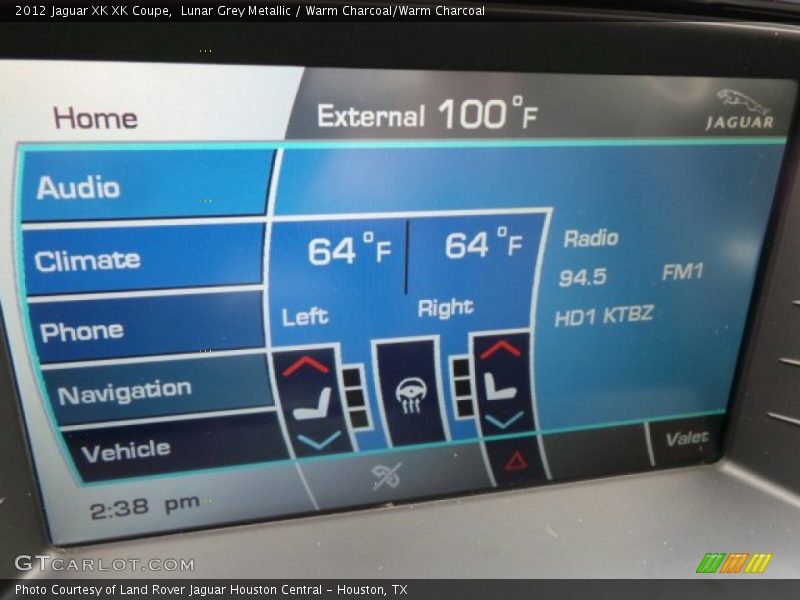 2012 Jaguar XK XK Coupe,  Lunar Grey Metallic / Warm Charcoal/Warm Charcoal
Home
External 100°F
JAGUAR
Audio
Climate
Phone
Navigation
Vehicle
64°F
64°F
Left
Right
Radio
94.5 FM1
HD1 KTBZ
Valet
2:38 pm
GTCARLOT.COM
Photo Courtesy of Land Rover Jaguar Houston Central – Houston, TX